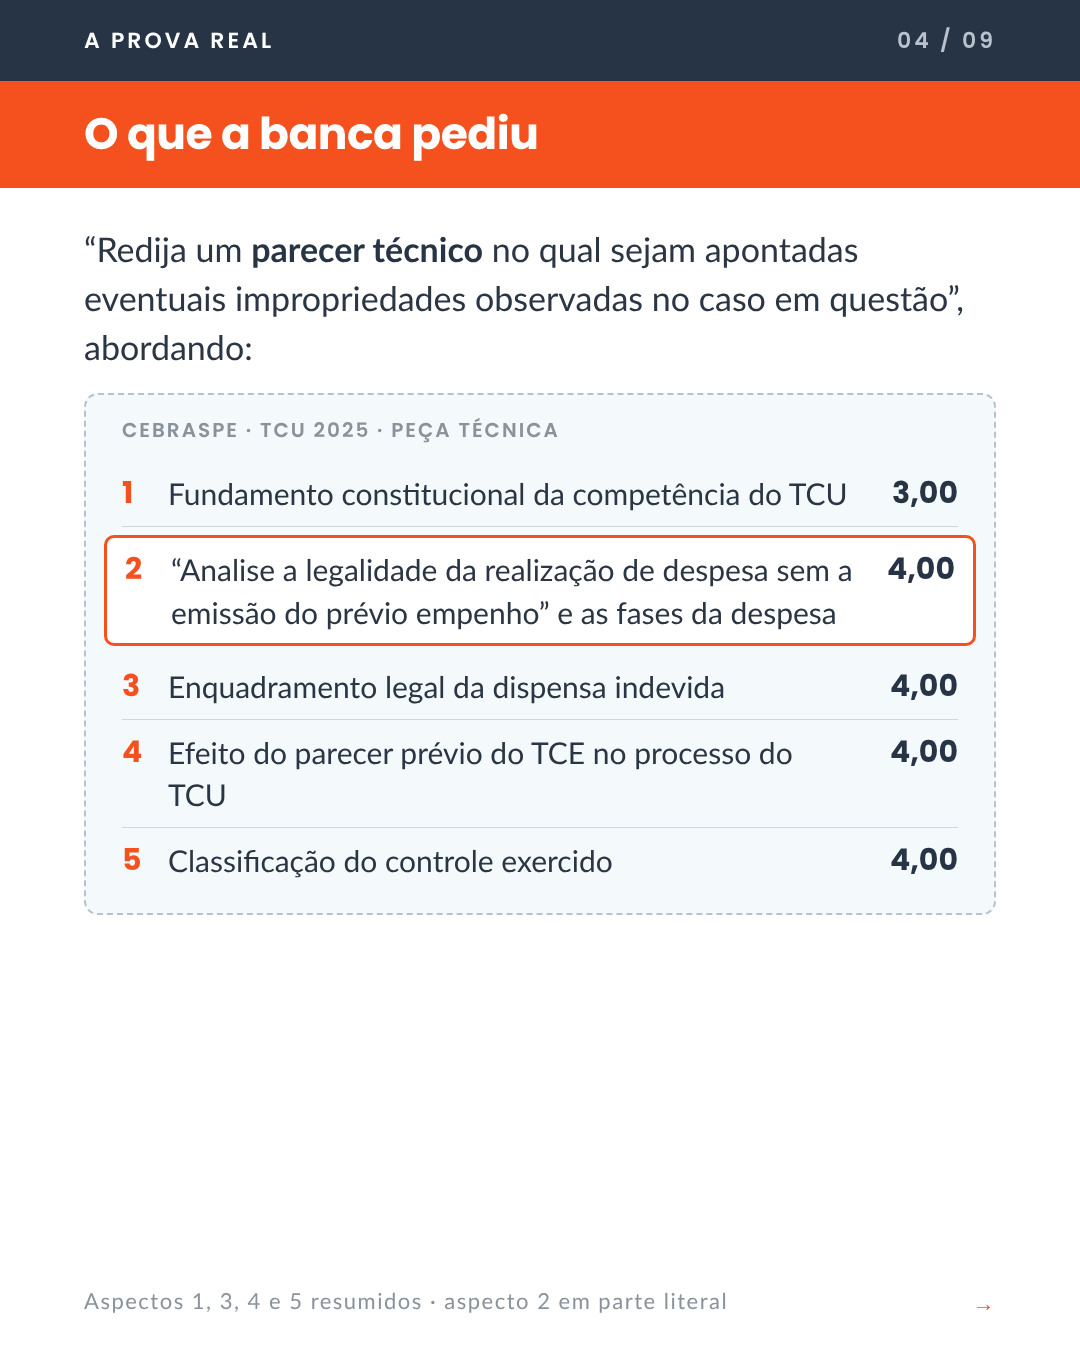 A PROVA REAL
04 / 09
O que a banca pediu
“Redija um parecer técnico no qual sejam apontadas
eventuais impropriedades observadas no caso em questão”,
abordando:
CEBRASPE · TCU 2025 · PEÇA TÉCNICA
1 Fundamento constitucional da competência do TCU 3,00
2 “Analise a legalidade da realização de despesa sem a 4,00
emissão do prévio empenho” e as fases da despesa
3 Enquadramento legal da dispensa indevida 4,00
4 Efeito do parecer prévio do TCE no processo do 4,00
TCU
5 Classificação do controle exercido 4,00
Aspectos 1, 3, 4 e 5 resumidos · aspecto 2 em parte literal →